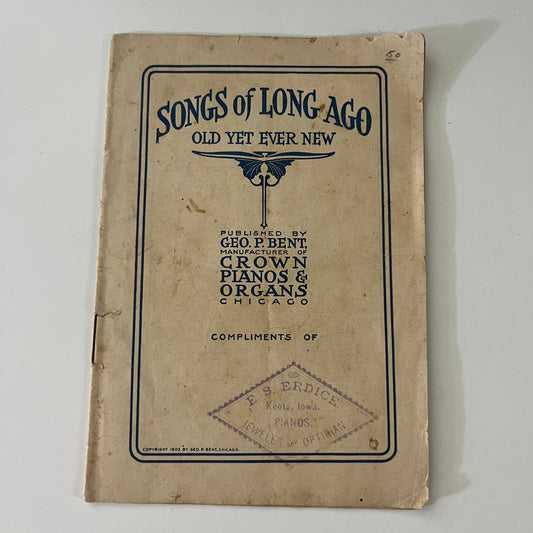 50
SONGS of LONG AGO
OLD YET EVER NEW
PUBLISHED BY
GEO. P. BENT,
MANUFACTURER OF
CROWN
PIANOS &
ORGANS
CHICAGO
COMPLIMENTS OF
E. S. ERDICE
Keota, Iowa.
PIANOS,
JEWELER AND OPTICIAN
COPYRIGHT 1903 BY GEO. P. BENT, CHICAGO.